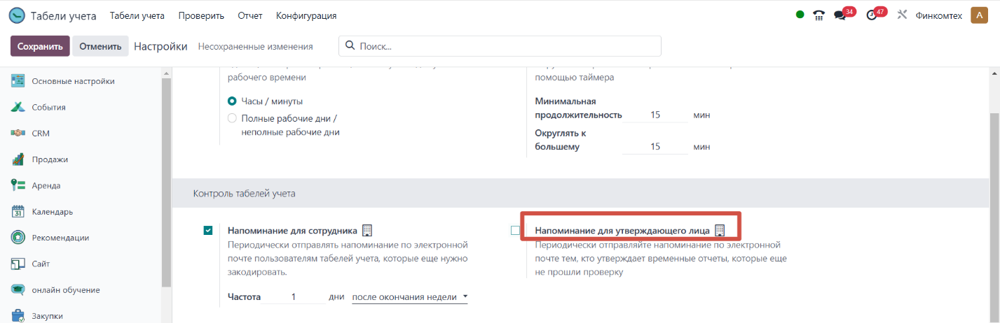 Табели учета
Табели учета Проверить Отчет Конфигурация
34 47 Финкомтех A
Сохранить Отменить Настройки Несохраненные изменения Поиск...
Основные настройки
События
CRM
Продажи
Аренда
31 Календарь
Рекомендации
Сайт
онлайн обучение
Закупки
рабочего времени
Часы / минуты
Полные рабочие дни /
неполные рабочие дни
помощью таймера
Минимальная
продолжительность 15 мин
Округлять к
большему 15 мин
Контроль табелей учета
Напоминание для сотрудника
Периодически отправлять напоминание по электронной
почте пользователям табелей учета, которые еще нужно
закодировать.
Частота 1 дни после окончания недели
Напоминание для утверждающего лица
Периодически отправляйте напоминание по электронной
почте тем, кто утверждает временные отчеты, которые еще
не прошли проверку